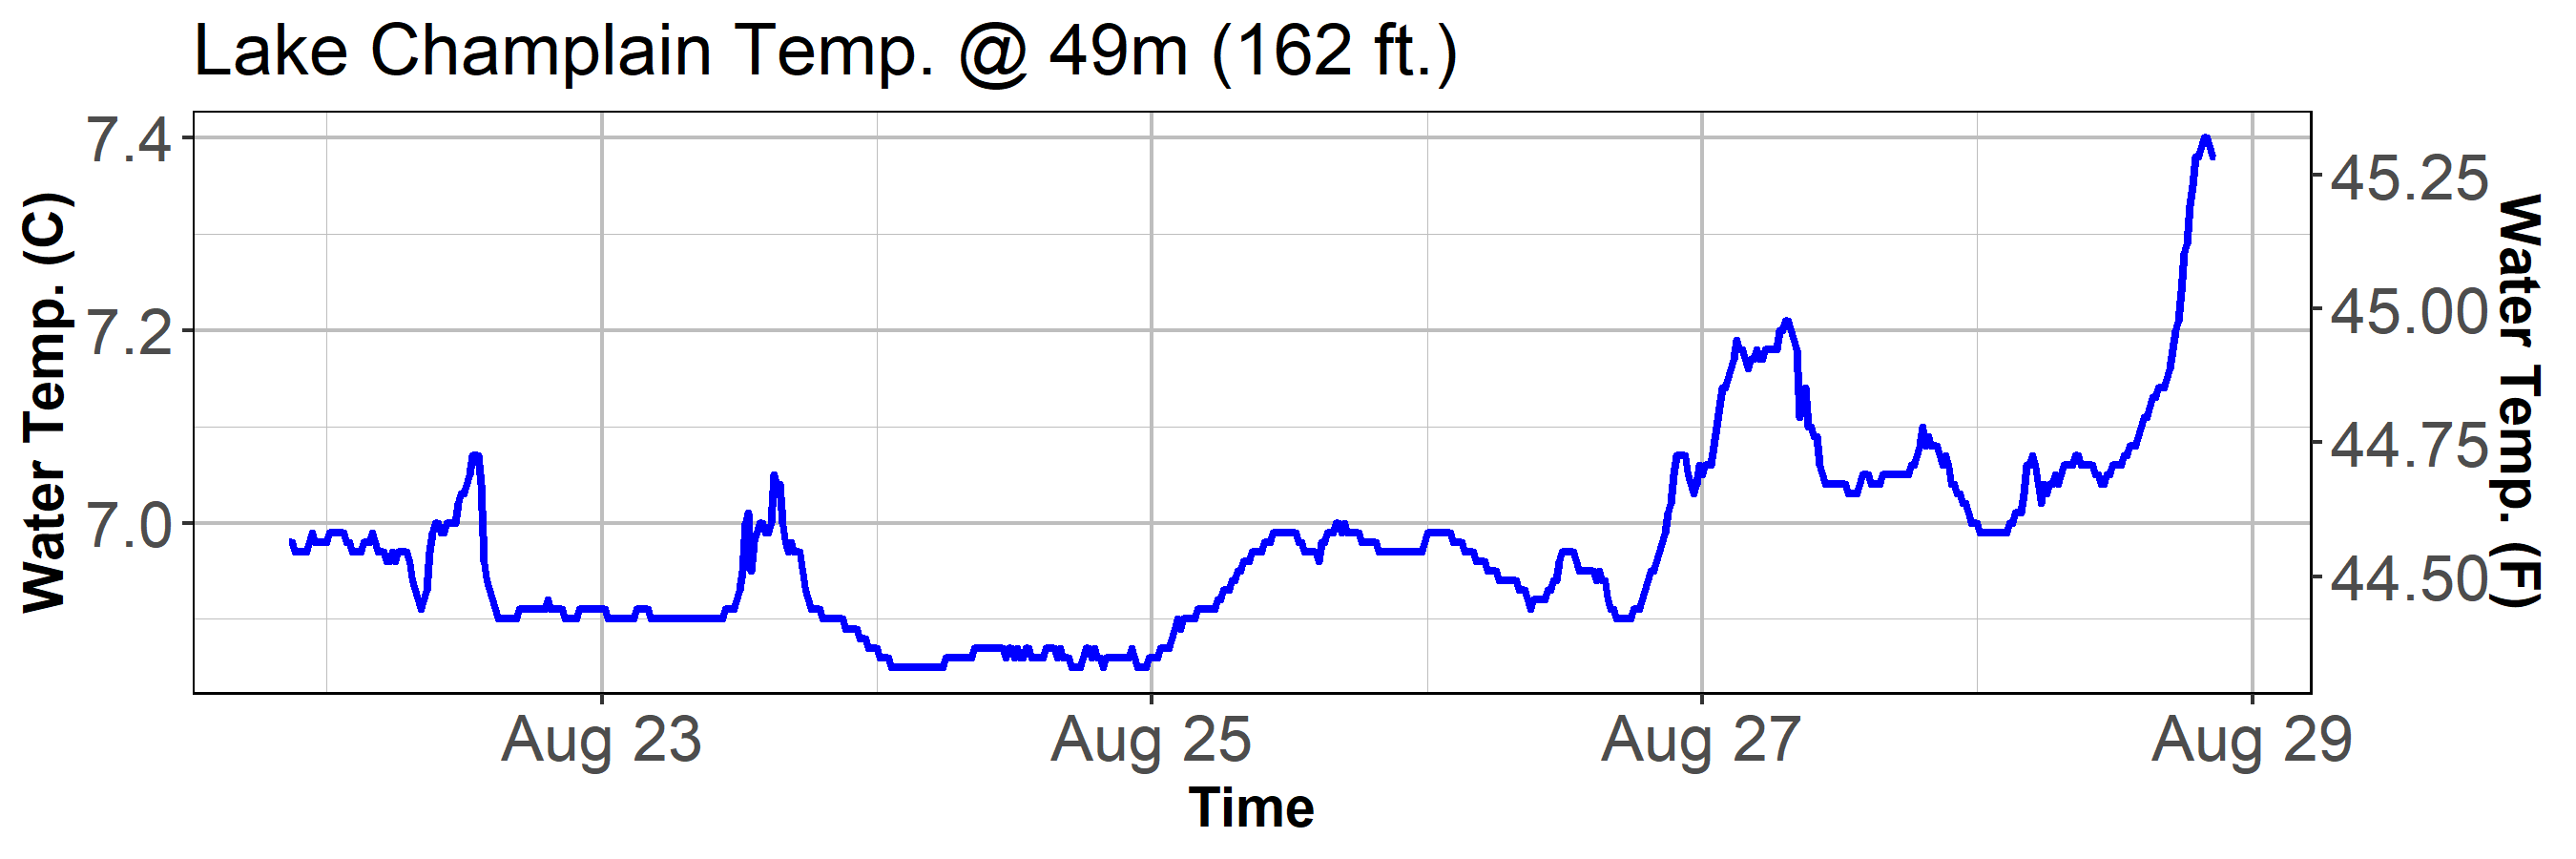 Lake Champlain Temp. @ 49m (162 ft.)
Water Temp. (C)
7.4
7.2
7.0
45.25
45.00
44.75
44.50
Water Temp. (F)
Aug 23
Aug 25
Aug 27
Aug 29
Time